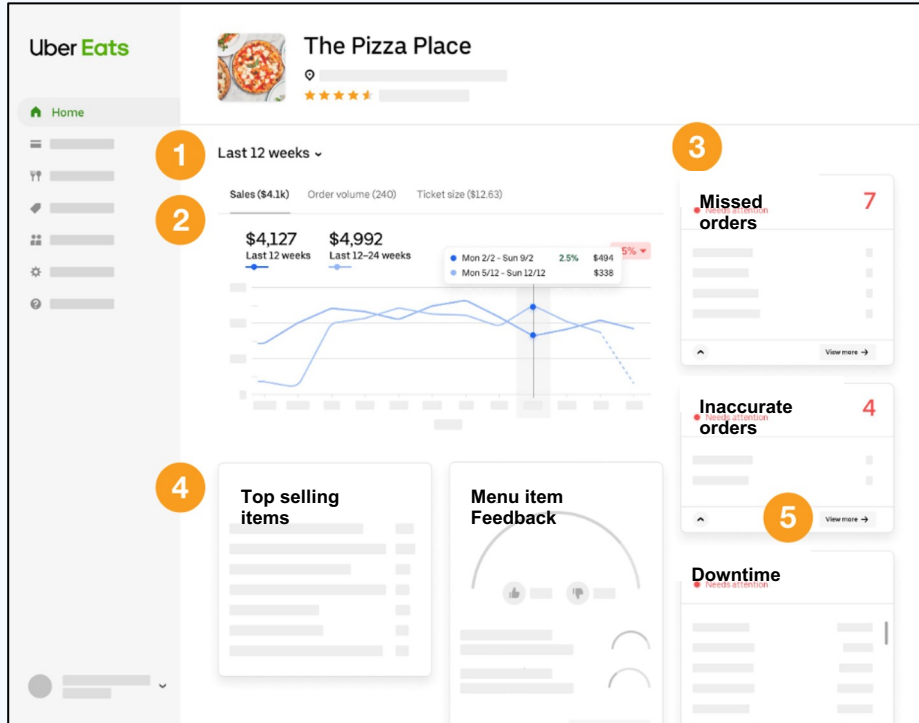 Uber Eats
The Pizza Place
Home
1
Last 12 weeks
3
Sales ($4.1k) Order volume (240) Ticket size ($12.63)
2
$4,127 $4,992
Last 12 weeks Last 12–24 weeks
5%
Mon 2/2 - Sun 9/2 2.5% $494
Mon 5/12 - Sun 12/12 $338
Missed
orders
7
Needs attention
View more →
Inaccurate
orders
4
Needs attention
5
View more →
4
Top selling
items
Menu item
Feedback
Downtime
Needs attention